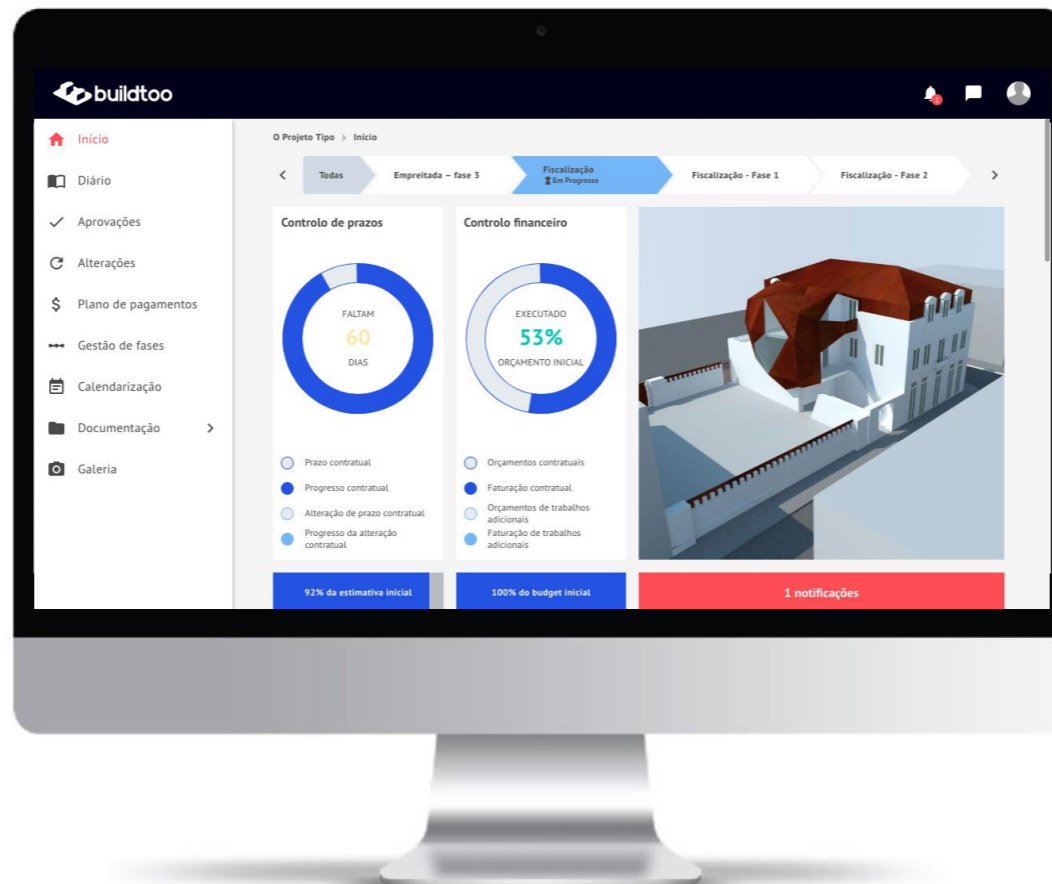 buildtoo
1
Início
Diário
Aprovações
Alterações
Plano de pagamentos
Gestão de fases
Calendarização
Documentação
Galeria
O Projeto Tipo Início
Todas
Empreitada – fase 3
Fiscalização
Em Progresso
Fiscalização - Fase 1
Fiscalização - Fase 2
Controlo de prazos
FALTAM
60
DIAS
Prazo contratual
Progresso contratual
Alteração de prazo contratual
Progresso da alteração
contratual
92% da estimativa inicial
Controlo financeiro
EXECUTADO
53%
ORÇAMENTO INICIAL
Orçamentos contratuais
Faturação contratual
Orçamentos de trabalhos
adicionais
Faturação de trabalhos
adicionais
100% do budget inicial
1 notificações